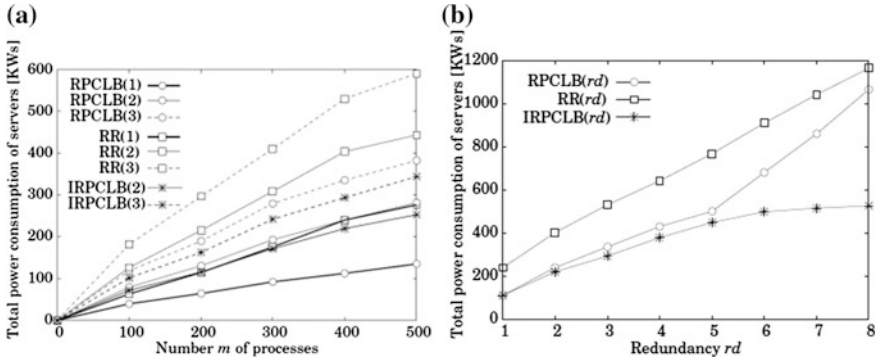 (a)
Total power consumption of servers [KWs]
600
500
400
300
200
100
0
RPCLB(1)
RPCLB(2)
RPCLB(3)
RR(1)
RR(2)
RR(3)
IRPCLB(2)
IRPCLB(3)
0 100 200 300 400 500
Number m of processes
(b)
Total power consumption of servers [KWs]
1200
1000
800
600
400
200
0
RPCLB(rd)
RR(rd)
IRPCLB(rd)
1 2 3 4 5 6 7 8
Redundancy rd